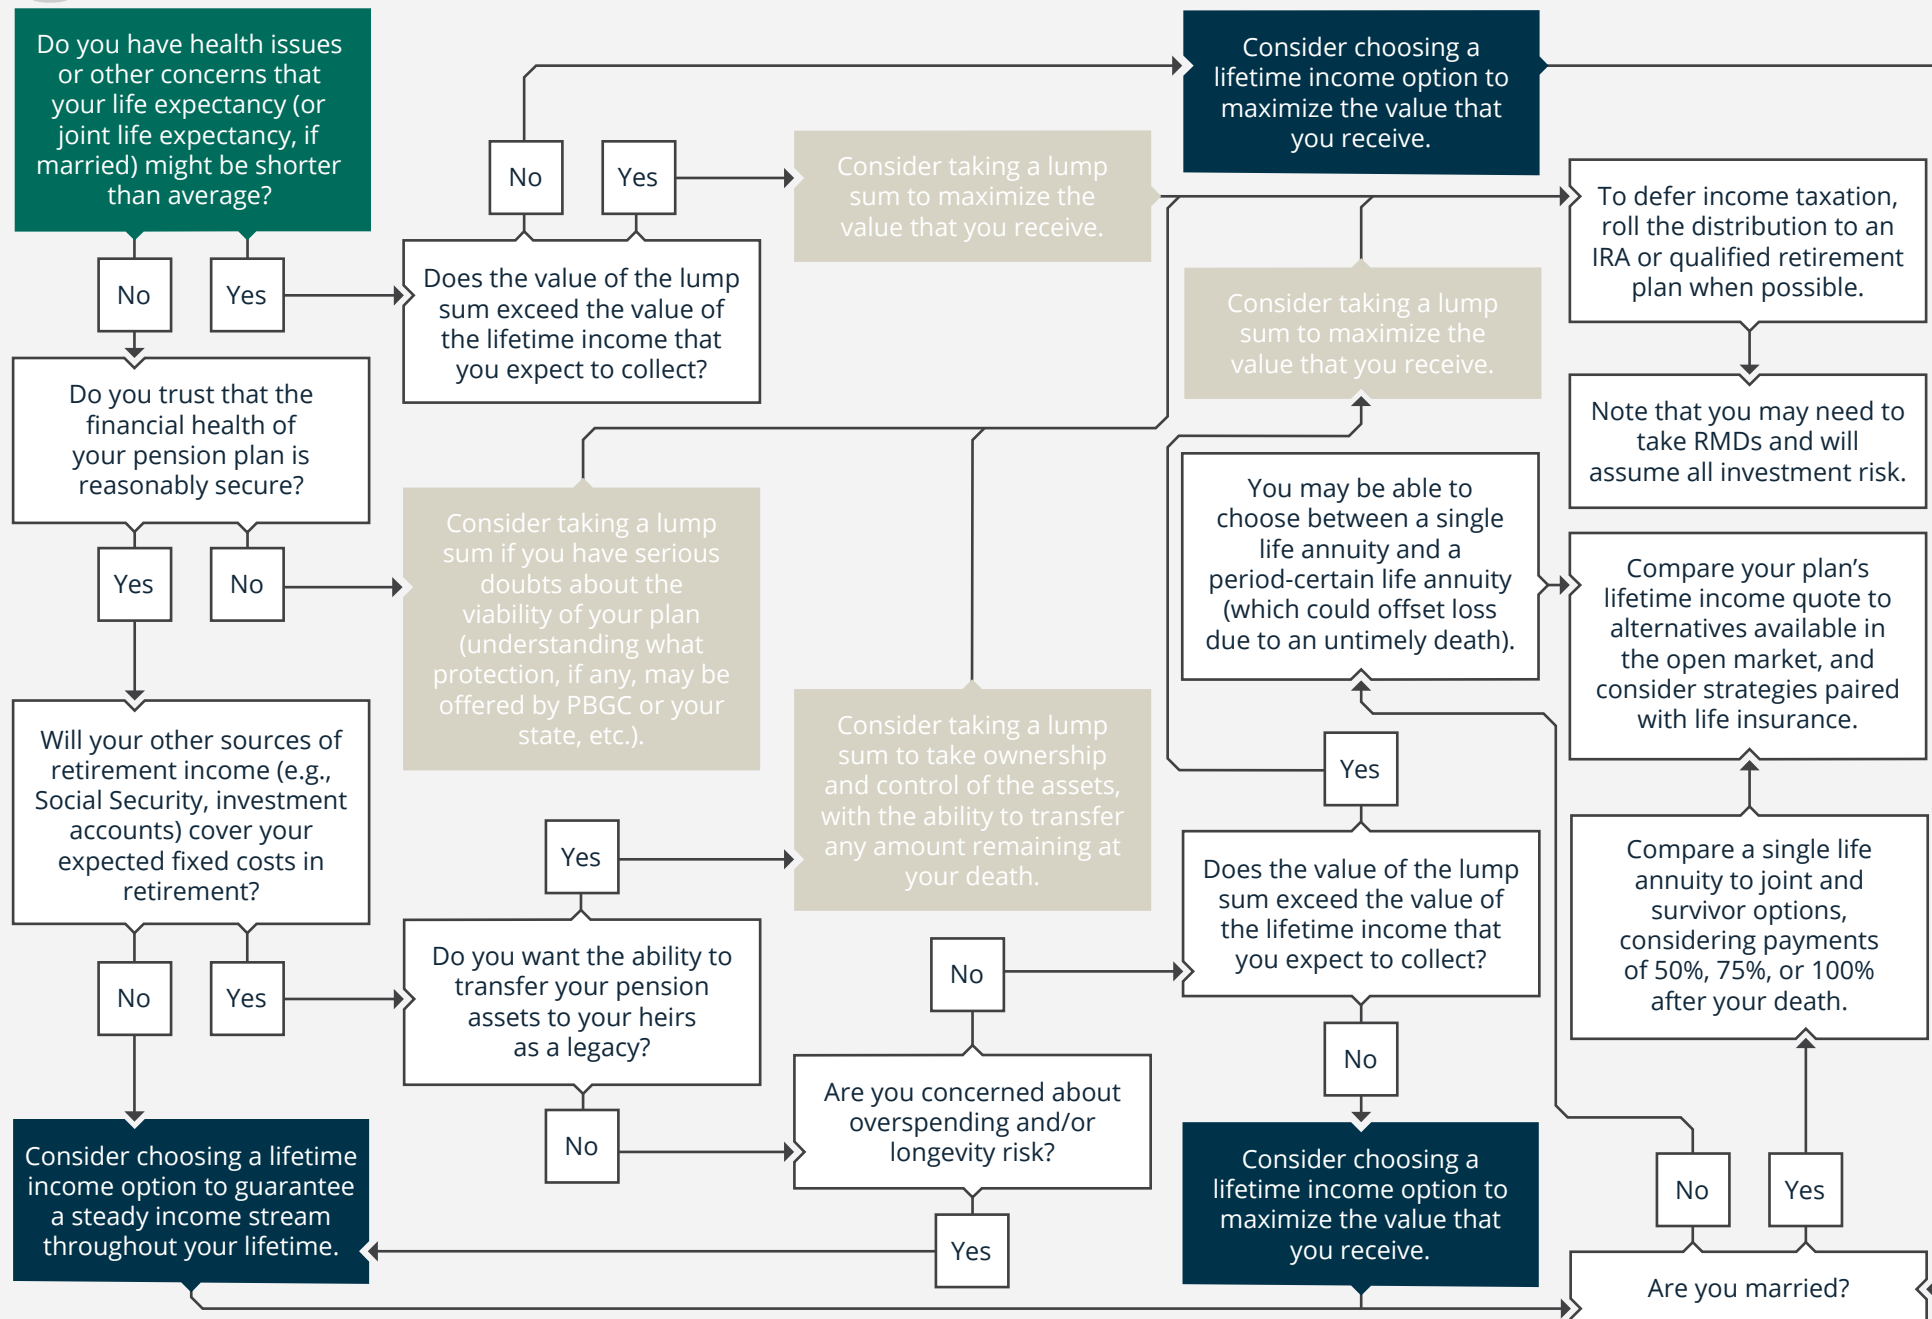 Do you have health issues
or other concerns that
your life expectancy (or
joint life expectancy, if
married) might be shorter
than average?
No
Yes
Does the value of the lump
sum exceed the value of
the lifetime income that
you expect to collect?
No
Yes
Consider taking a lump
sum to maximize the
value that you receive.
Consider choosing a
lifetime income option to
maximize the value that
you receive.
To defer income taxation,
roll the distribution to an
IRA or qualified retirement
plan when possible.
Consider taking a lump
sum to maximize the
value that you receive.
Note that you may need to
take RMDs and will
assume all investment risk.
Do you trust that the
financial health of
your pension plan is
reasonably secure?
Yes
No
Consider taking a lump
sum if you have serious
doubts about the
viability of your plan
(understanding what
protection, if any, may be
offered by PBGC or your
state, etc.).
You may be able to
choose between a single
life annuity and a
period-certain life annuity
(which could offset loss
due to an untimely death).
Compare your plan’s
lifetime income quote to
alternatives available in
the open market, and
consider strategies paired
with life insurance.
Will your other sources of
retirement income (e.g.,
Social Security, investment
accounts) cover your
expected fixed costs in
retirement?
No
Yes
Do you want the ability to
transfer your pension
assets to your heirs
as a legacy?
Yes
No
Consider taking a lump
sum to take ownership
and control of the assets,
with the ability to transfer
any amount remaining at
your death.
Are you concerned about
overspending and/or
longevity risk?
No
Yes
Does the value of the lump
sum exceed the value of
the lifetime income that
you expect to collect?
Yes
No
Compare a single life
annuity to joint and
survivor options,
considering payments
of 50%, 75%, or 100%
after your death.
Consider choosing a lifetime
income option to guarantee
a steady income stream
throughout your lifetime.
Consider choosing a
lifetime income option to
maximize the value that
you receive.
No
Yes
Are you married?